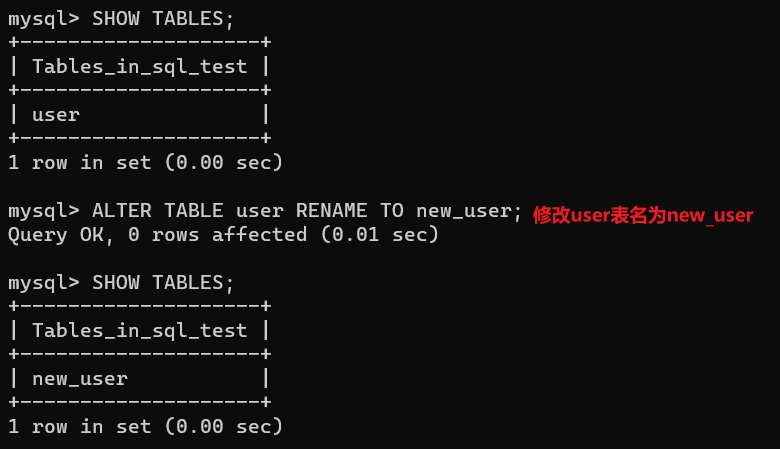 mysql> SHOW TABLES;
+--------------------+
| Tables_in_sql_test |
+--------------------+
| user               |
+--------------------+
1 row in set (0.00 sec)
mysql> ALTER TABLE user RENAME TO new_user; 修改user表名为new_user
Query OK, 0 rows affected (0.01 sec)
mysql> SHOW TABLES;
+--------------------+
| Tables_in_sql_test |
+--------------------+
| new_user           |
+--------------------+
1 row in set (0.00 sec)